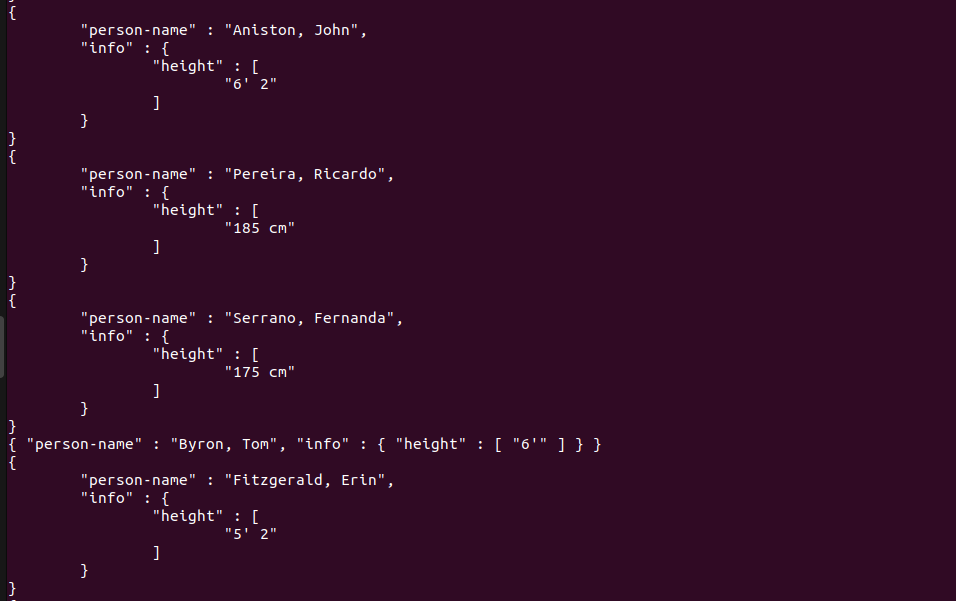 {
"person-name" : "Aniston, John",
"info" : {
"height" : [
"6' 2"
]
}
}
{
"person-name" : "Pereira, Ricardo",
"info" : {
"height" : [
"185 cm"
]
}
}
{
"person-name" : "Serrano, Fernanda",
"info" : {
"height" : [
"175 cm"
]
}
}
{ "person-name" : "Byron, Tom", "info" : { "height" : [ "6'" ] } }
{
"person-name" : "Fitzgerald, Erin",
"info" : {
"height" : [
"5' 2"
]
}
}